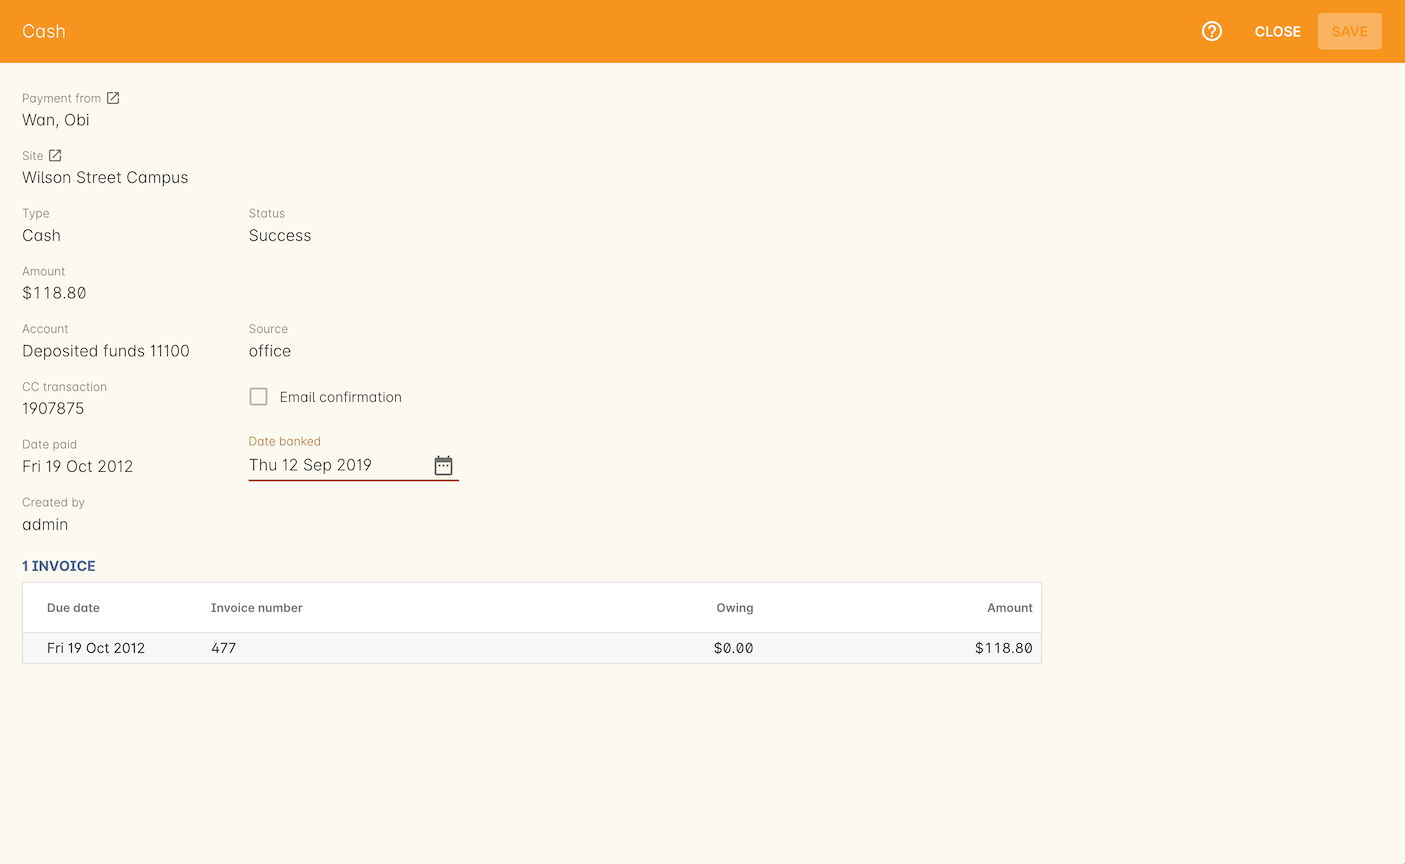 Cash
CLOSE
SAVE
Payment from
Wan, Obi
Site
Wilson Street Campus
Type
Status
Cash
Success
Amount
$118.80
Account
Source
Deposited funds 11100
office
CC transaction
1907875
Email confirmation
Date paid
Date banked
Fri 19 Oct 2012
Thu 12 Sep 2019
Created by
admin
1 INVOICE
Due date Invoice number Owing Amount
Fri 19 Oct 2012 477 $0.00 $118.80